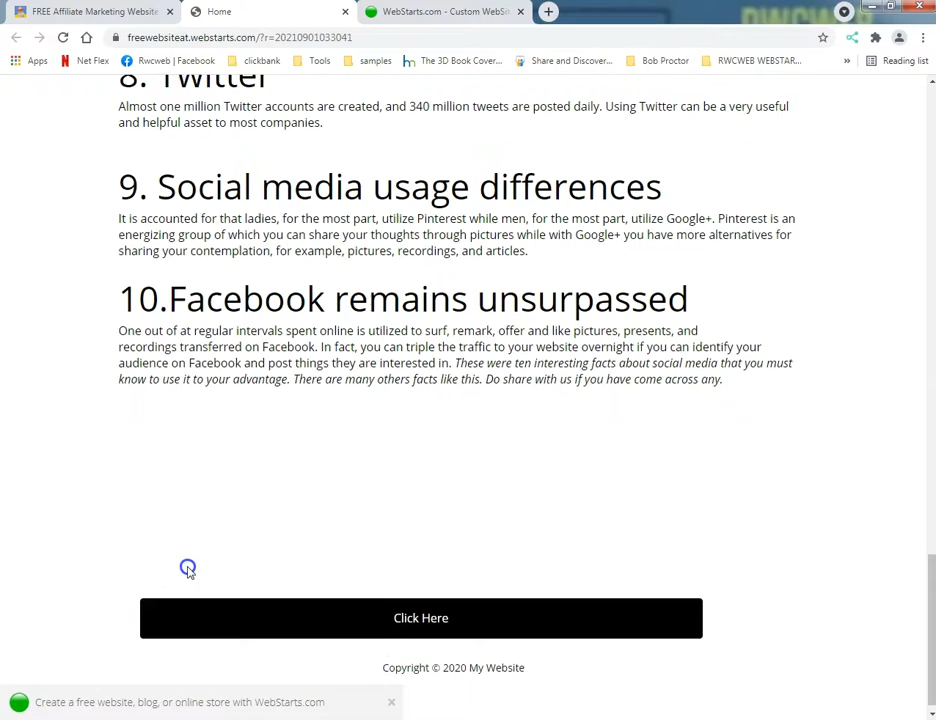 FREE Affiliate Marketing Website
Home
WebStarts.com - Custom WebSi
freewebsiteat.webstarts.com/?r=20210901033041
Apps
Net Flex
Rwcweb | Facebook
clickbank
Tools
samples
The 3D Book Cover...
Share and Discover...
Bob Proctor
RWCWEB WEBSTAR...
»
Reading list
8. Twitter
Almost one million Twitter accounts are created, and 340 million tweets are posted daily. Using Twitter can be a very useful
and helpful asset to most companies.
9. Social media usage differences
It is accounted for that ladies, for the most part, utilize Pinterest while men, for the most part, utilize Google+. Pinterest is an
energizing group of which you can share your thoughts through pictures while with Google+ you have more alternatives for
sharing your contemplation, for example, pictures, recordings, and articles.
10.Facebook remains unsurpassed
One out of at regular intervals spent online is utilized to surf, remark, offer and like pictures, presents, and
recordings transferred on Facebook. In fact, you can triple the traffic to your website overnight if you can identify your
audience on Facebook and post things they are interested in. These were ten interesting facts about social media that you must
know to use it to your advantage. There are many others facts like this. Do share with us if you have come across any.
Click Here
Copyright © 2020 My Website
Create a free website, blog, or online store with WebStarts.com